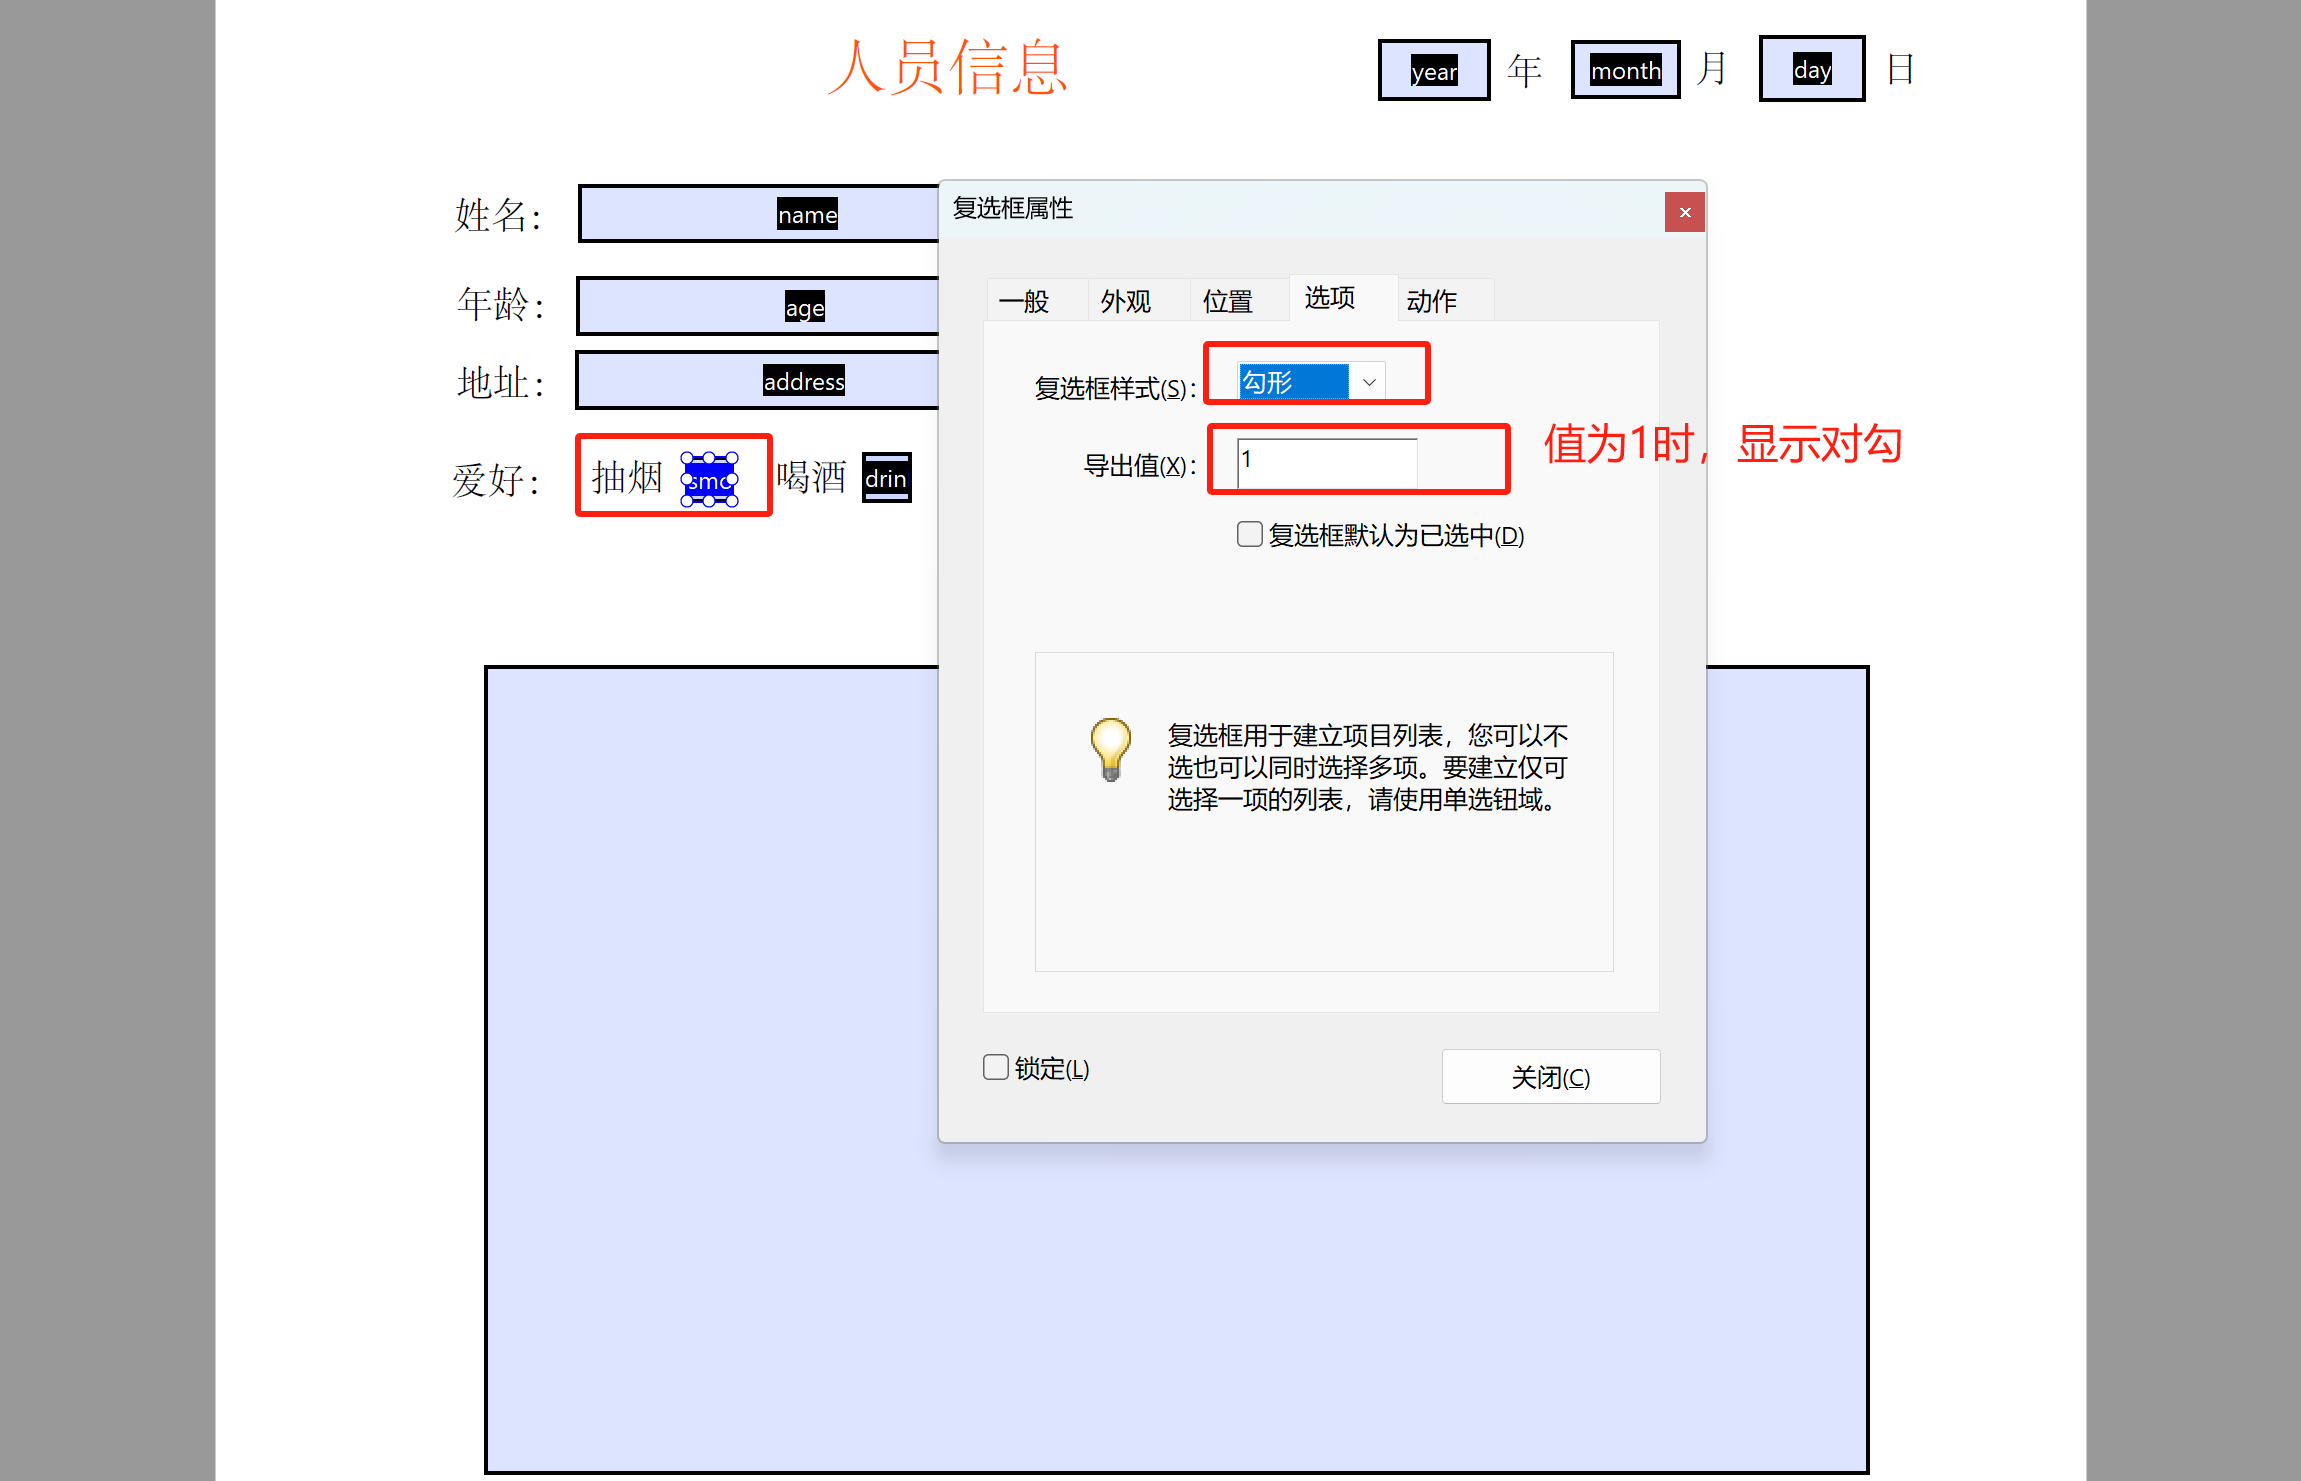 人员信息
year 年 month 月 day 日
姓名： name
年龄： age
地址： address
爱好： 抽烟 smo 喝酒 drin
复选框属性
一般 外观 位置 选项 动作
复选框样式(S)： 勾形
导出值(X)： 1
值为1时，显示对勾
复选框默认为已选中(D)
复选框用于建立项目列表，您可以不
选也可以同时选择多项。要建立仅可
选择一项的列表，请使用单选钮域。
锁定(L)
关闭(C)